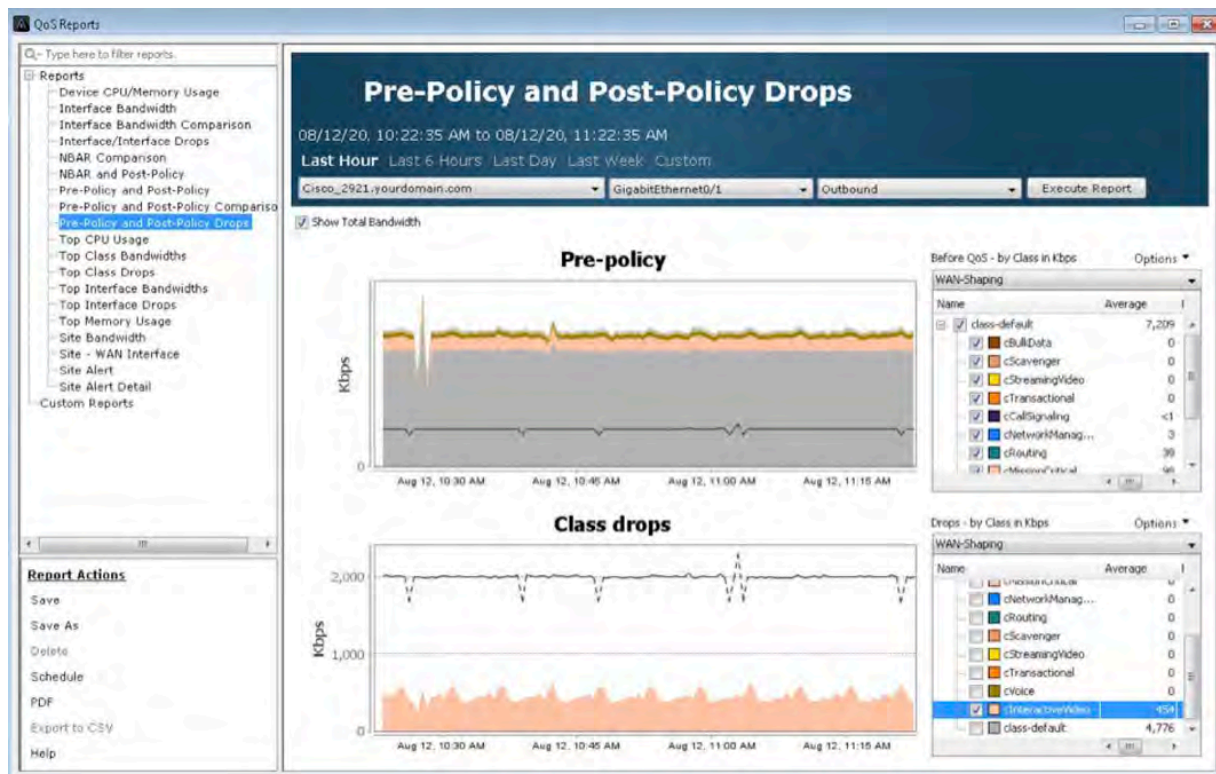 QoS Reports
Type here to filter reports.
Reports
Device CPU/Memory Usage
Interface Bandwidth
Interface Bandwidth Comparison
Interface/Interface Drops
NBAR Comparison
NBAR and Post-Policy
Pre-Policy and Post-Policy
Pre-Policy and Post-Policy Compariso
Pre-Policy and Post-Policy Drops
Top CPU Usage
Top Class Bandwidths
Top Class Drops
Top Interface Bandwidths
Top Interface Drops
Top Memory Usage
Site Bandwidth
Site - WAN Interface
Site Alert
Site Alert Detail
Custom Reports
Report Actions
Save
Save As
Delete
Schedule
PDF
Export to CSV
Help
Pre-Policy and Post-Policy Drops
08/12/20, 10:22:35 AM to 08/12/20, 11:22:35 AM
Last Hour Last 6 Hours Last Day Last Week Custom
Cisco_2921.yourdomain.com GigabitEthernet0/1 Outbound Execute Report
Show Total Bandwidth
Pre-policy
Kbps
0
Aug 12, 10:30 AM Aug 12, 10:45 AM Aug 12, 11:00 AM Aug 12, 11:15 AM
Before QoS - by Class in Kbps Options
WAN-Shaping
Name Average
class-default 7,209
cBulkData 0
cScavenger 0
cStreamingVideo 0
cTransactional 0
cCallSignaling <1
cNetworkManag... 3
cRouting
cMissionCritical
Class drops
Kbps
2,000
1,000
0
Aug 12, 10:30 AM Aug 12, 10:45 AM Aug 12, 11:00 AM Aug 12, 11:15 AM
Drops - by Class in Kbps Options
WAN-Shaping
Name Average
cMissionCritical 0
cNetworkManag... 0
cRouting 0
cScavenger 0
cStreamingVideo 0
cTransactional 0
cVoice 0
cInteractiveVideo 454
class-default 4,776